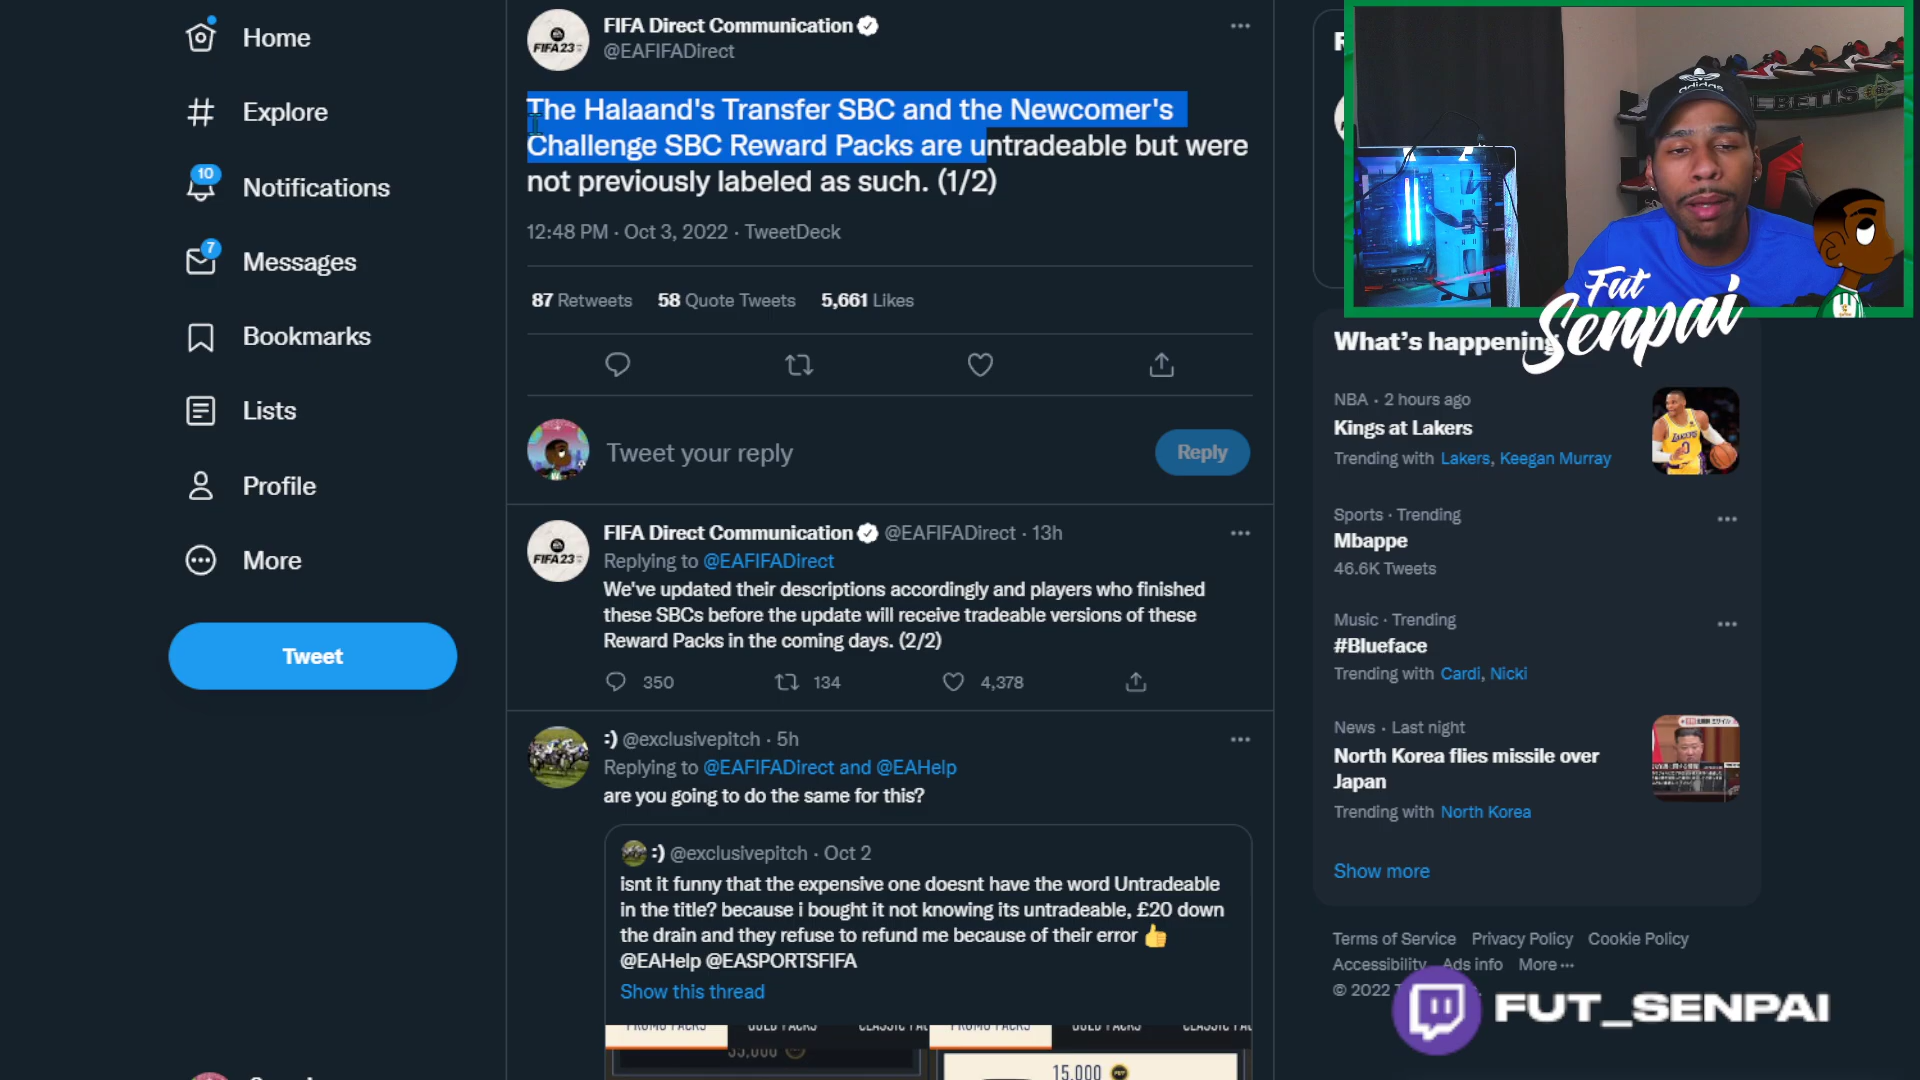 Home
Explore
10
Notifications
7
Messages
Bookmarks
Lists
Profile
More
Tweet
FIFA 23
FIFA Direct Communication
@EAFIFADirect
The Halaand's Transfer SBC and the Newcomer's
Challenge SBC Reward Packs are untradeable but were
not previously labeled as such. (1/2)
12:48 PM · Oct 3, 2022 · TweetDeck
87 Retweets 58 Quote Tweets 5,661 Likes
Tweet your reply
Reply
FIFA 23
FIFA Direct Communication @EAFIFADirect · 13h
Replying to @EAFIFADirect
We've updated their descriptions accordingly and players who finished
these SBCs before the update will receive tradeable versions of these
Reward Packs in the coming days. (2/2)
350 134 4,378
:) @exclusivepitch · 5h
Replying to @EAFIFADirect and @EAHelp
are you going to do the same for this?
:) @exclusivepitch · Oct 2
isnt it funny that the expensive one doesnt have the word Untradeable
in the title? because i bought it not knowing its untradeable, £20 down
the drain and they refuse to refund me because of their error 👍
@EAHelp @EASPORTSFIFA
Show this thread
PROMO PACKS GOLD PACKS PROMO PACKS GOLD PACKS
15,000
adidas
BETIS
Fut
Senpai
What's happening
NBA · 2 hours ago
Kings at Lakers
Trending with Lakers, Keegan Murray
Sports · Trending
Mbappe
46.6K Tweets
Music · Trending
#Blueface
Trending with Cardi, Nicki
News · Last night
North Korea flies missile over
Japan
Trending with North Korea
Show more
Terms of Service Privacy Policy Cookie Policy
Accessibility Ads info More
© 2022
FUT_SENPAI